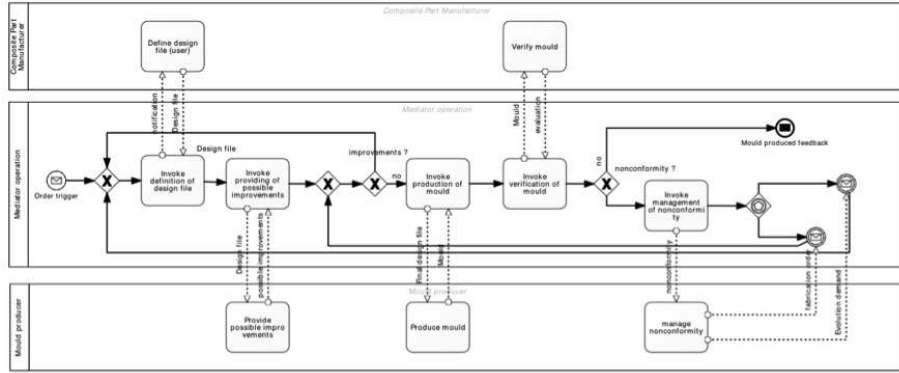 Composite Part Manufacturer
Composite Part
Manufacturer
Define design
file (user)
Verify mould
notification
Design file
Mould
evaluation
Mediator operation
Mediator operation
Order trigger
Design file
Invoke
definition of
design file
Invoke
providing of
possible
improvements
improvements ?
no
Invoke
production of
mould
Invoke
verification of
mould
no
nonconformity ?
Mould produced feedback
Invoke
management
of nonconformi
ty
Design file
possible improvements
Final design file
Mould
nonconformity
fabrication order
Evolution demand
Mould producer
Mould producer
Provide
possible impro
vements
Produce mould
manage
nonconformity